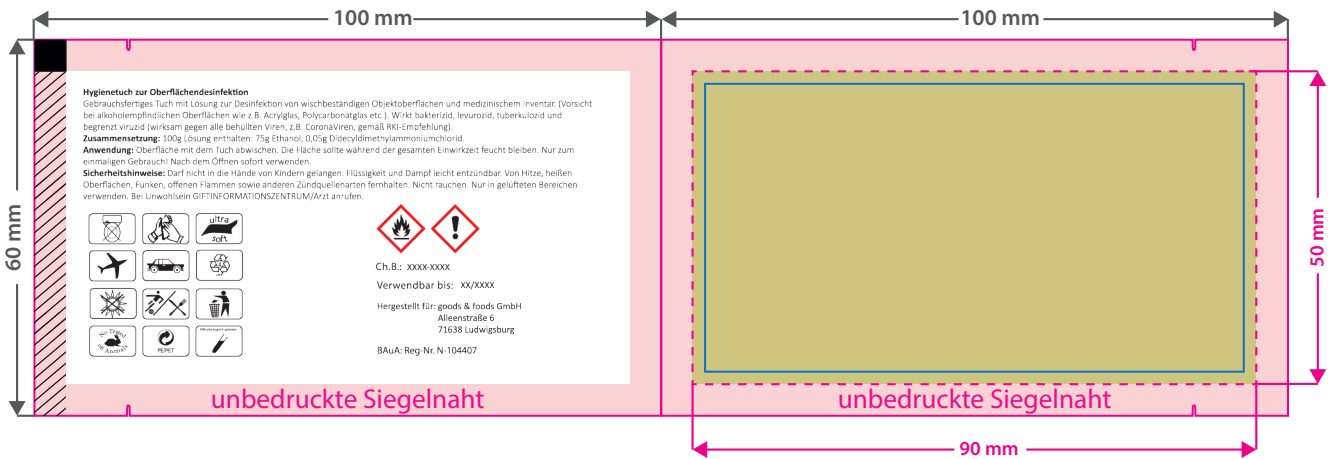 100 mm
100 mm
60 mm
Hygienetuch zur Oberflächendesinfektion
Gebrauchsfertiges Tuch mit Lösung zur Desinfektion von wischbeständigen Objektoberflächen und medizinischem Inventar. (Vorsicht
bei alkoholempfindlichen Oberflächen wie z.B. Acrylglas, Polycarbonatglas etc.). Wirkt bakterizid, levurozid, tuberkulozid und
begrenzt viruzid (wirksam gegen alle behüllten Viren, z.B. CoronaViren, gemäß RKI-Empfehlung).
Zusammensetzung: 100g Lösung enthalten: 75g Ethanol, 0,05g Didecyldimethylammoniumchlorid.
Anwendung: Oberfläche mit dem Tuch abwischen. Die Fläche sollte während der gesamten Einwirkzeit feucht bleiben. Nur zum
einmaligen Gebrauch! Nach dem Öffnen sofort verwenden.
Sicherheitshinweise: Darf nicht in die Hände von Kindern gelangen. Flüssigkeit und Dampf leicht entzündbar. Von Hitze, heißen
Oberflächen, Funken, offenen Flammen sowie anderen Zündquellenarten fernhalten. Nicht rauchen. Nur in gelüfteten Bereichen
verwenden. Bei Unwohlsein GIFTINFORMATIONSZENTRUM/Arzt anrufen.
ultra
soft
No Tested
on Animals
PE/PET
Mikrobiologisch getestet
Ch.B.: XXXX-XXXX
Verwendbar bis: XX/XXXX
Hergestellt für: goods & foods GmbH
Alleenstraße 6
71638 Ludwigsburg
BAuA: Reg-Nr. N-104407
50 mm
unbedruckte Siegelnaht
unbedruckte Siegelnaht
90 mm